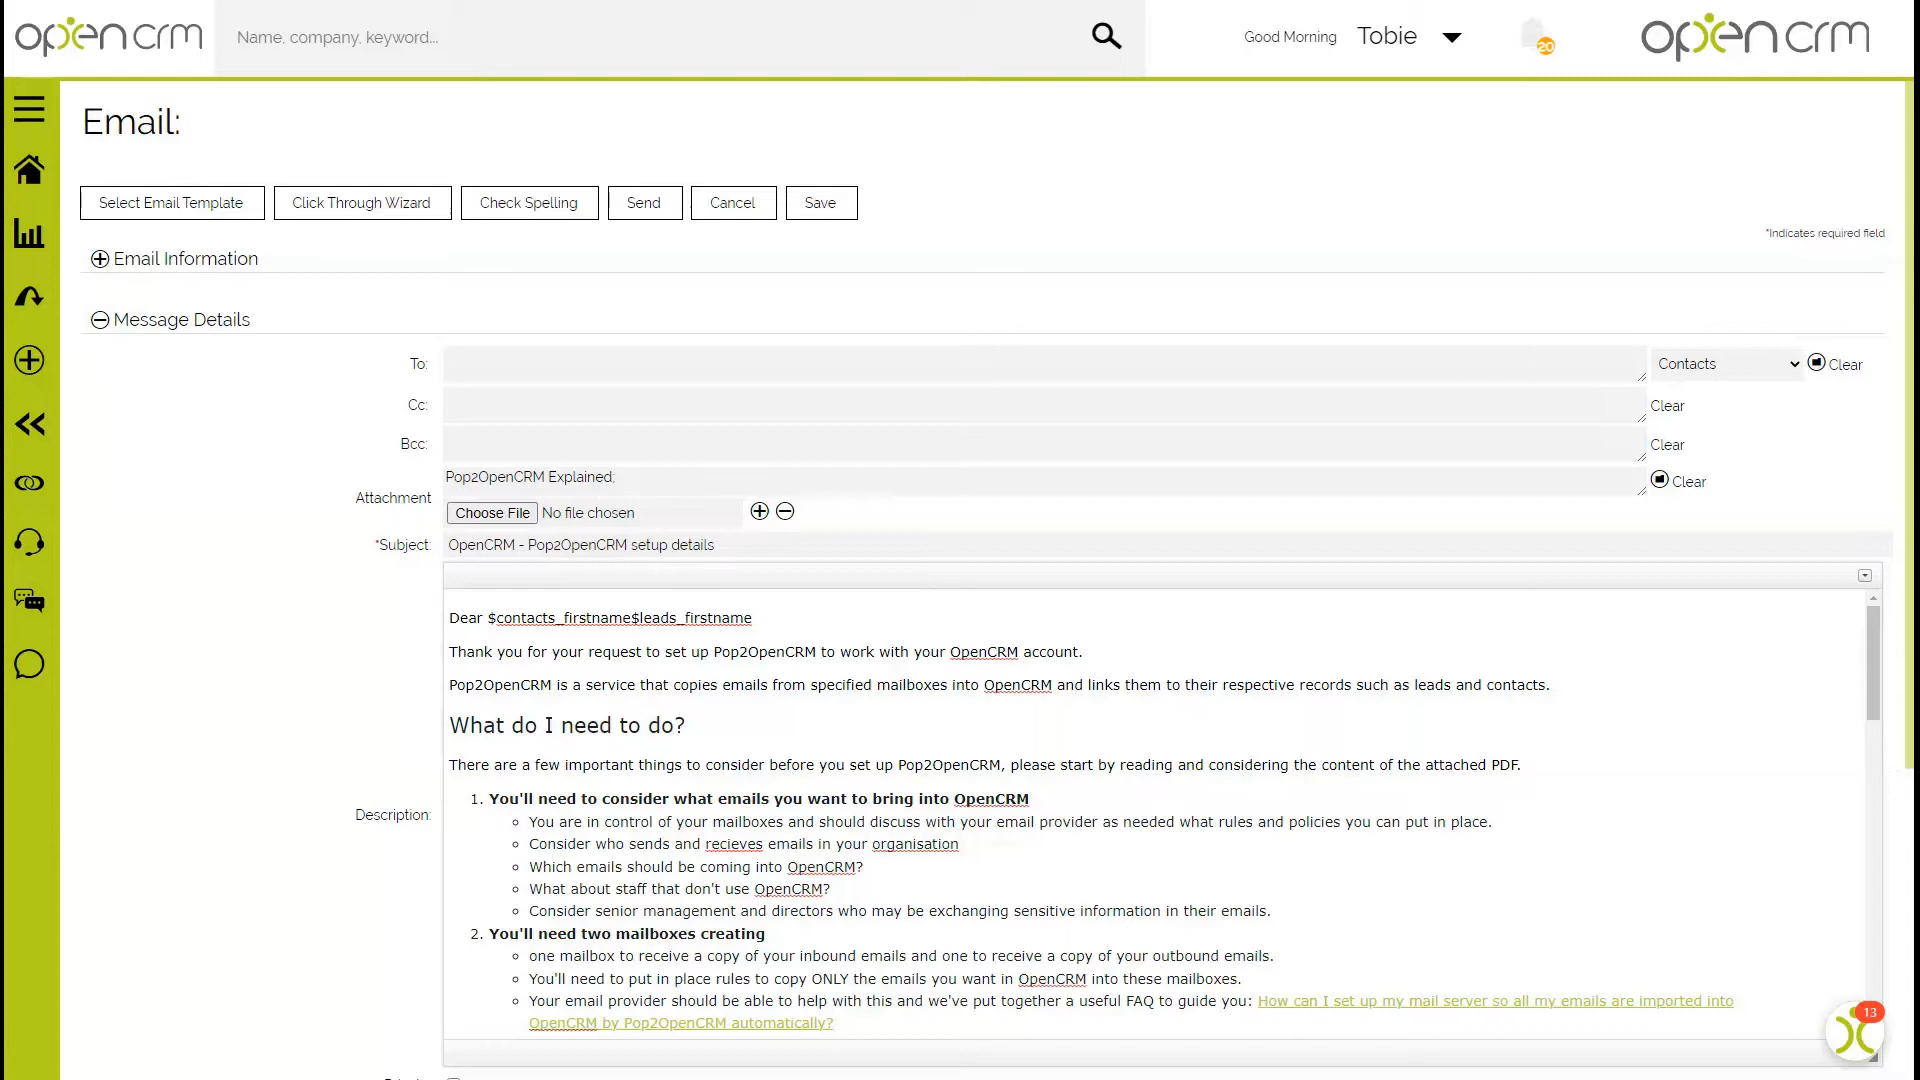 open crm
Name, company, keyword...
Good Morning Tobie
20
open crm
Email:
Select Email Template Click Through Wizard Check Spelling Send Cancel Save
*Indicates required field
Email Information
Message Details
To: Contacts Clear
Cc: Clear
Bcc: Clear
Pop2OpenCRM Explained; Clear
Attachment
Choose File No file chosen
*Subject: OpenCRM - Pop2OpenCRM setup details
Dear $contacts_firstname$leads_firstname
Thank you for your request to set up Pop2OpenCRM to work with your OpenCRM account.
Pop2OpenCRM is a service that copies emails from specified mailboxes into OpenCRM and links them to their respective records such as leads and contacts.
What do I need to do?
There are a few important things to consider before you set up Pop2OpenCRM, please start by reading and considering the content of the attached PDF.
1. You'll need to consider what emails you want to bring into OpenCRM
Description:
You are in control of your mailboxes and should discuss with your email provider as needed what rules and policies you can put in place.
Consider who sends and recieves emails in your organisation
Which emails should be coming into OpenCRM?
What about staff that don't use OpenCRM?
Consider senior management and directors who may be exchanging sensitive information in their emails.
2. You'll need two mailboxes creating
one mailbox to receive a copy of your inbound emails and one to receive a copy of your outbound emails.
You'll need to put in place rules to copy ONLY the emails you want in OpenCRM into these mailboxes.
Your email provider should be able to help with this and we've put together a useful FAQ to guide you: How can I set up my mail server so all my emails are imported into
OpenCRM by Pop2OpenCRM automatically?
13